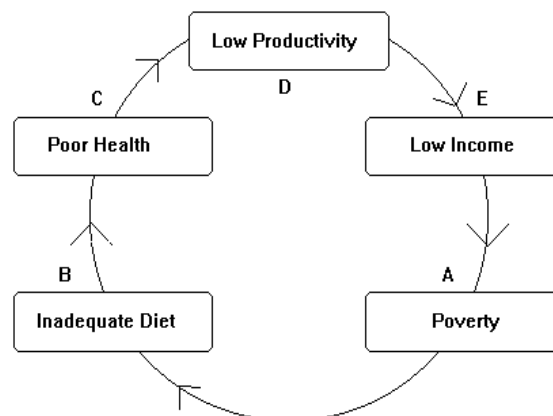 Low Productivity
D
C
E
Poor Health
Low Income
B
A
Inadequate Diet
Poverty